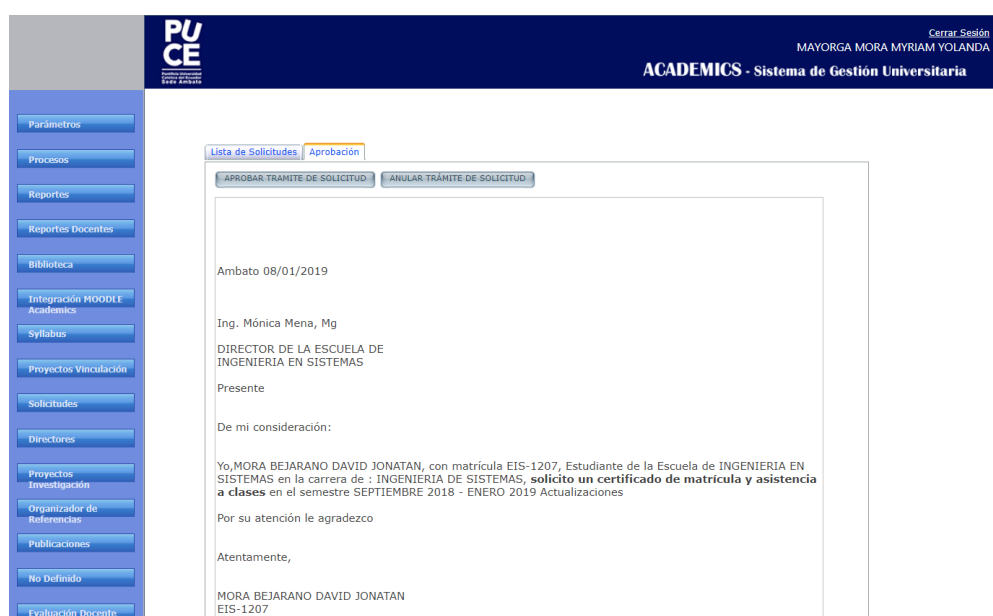 PUCE
Pontificia Universidad
Católica del Ecuador
Sede Ambato
Cerrar Sesión
MAYORGA MORA MYRIAM YOLANDA
ACADEMICS - Sistema de Gestión Universitaria
Parámetros
Procesos
Reportes
Reportes Docentes
Biblioteca
Integración MOODLE
Academics
Syllabus
Proyectos Vinculación
Solicitudes
Directores
Proyectos
Investigación
Organizador de
Referencias
Publicaciones
No Definido
Evaluación Docente
Lista de Solicitudes Aprobación
APROBAR TRAMITE DE SOLICITUD ANULAR TRÁMITE DE SOLICITUD
Ambato 08/01/2019
Ing. Mónica Mena, Mg
DIRECTOR DE LA ESCUELA DE
INGENIERIA EN SISTEMAS
Presente
De mi consideración:
Yo,MORA BEJARANO DAVID JONATAN, con matrícula EIS-1207, Estudiante de la Escuela de INGENIERIA EN
SISTEMAS en la carrera de : INGENIERIA DE SISTEMAS, solicito un certificado de matrícula y asistencia
a clases en el semestre SEPTIEMBRE 2018 - ENERO 2019 Actualizaciones
Por su atención le agradezco
Atentamente,
MORA BEJARANO DAVID JONATAN
EIS-1207